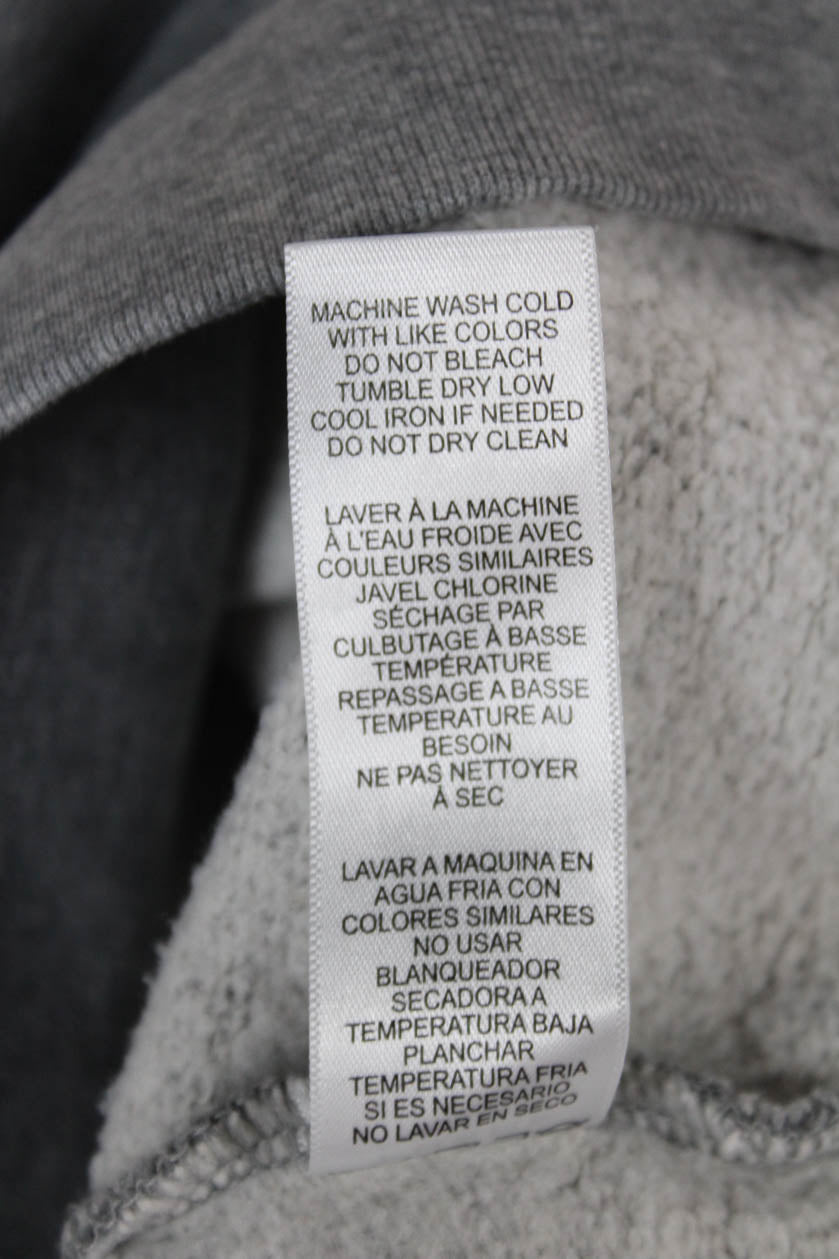 MACHINE WASH COLD
WITH LIKE COLORS
DO NOT BLEACH
TUMBLE DRY LOW
COOL IRON IF NEEDED
DO NOT DRY CLEAN
LAVER À LA MACHINE
À L'EAU FROIDE AVEC
COULEURS SIMILAIRES
JAVEL CHLORINE
SÉCHAGE PAR
CULBUTAGE À BASSE
TEMPÉRATURE
REPASSAGE A BASSE
TEMPERATURE AU
BESOIN
NE PAS NETTOYER
À SEC
LAVAR A MAQUINA EN
AGUA FRIA CON
COLORES SIMILARES
NO USAR
BLANQUEADOR
SECADORA A
TEMPERATURA BAJA
PLANCHAR
TEMPERATURA FRIA
SI ES NECESARIO
NO LAVAR EN SECO